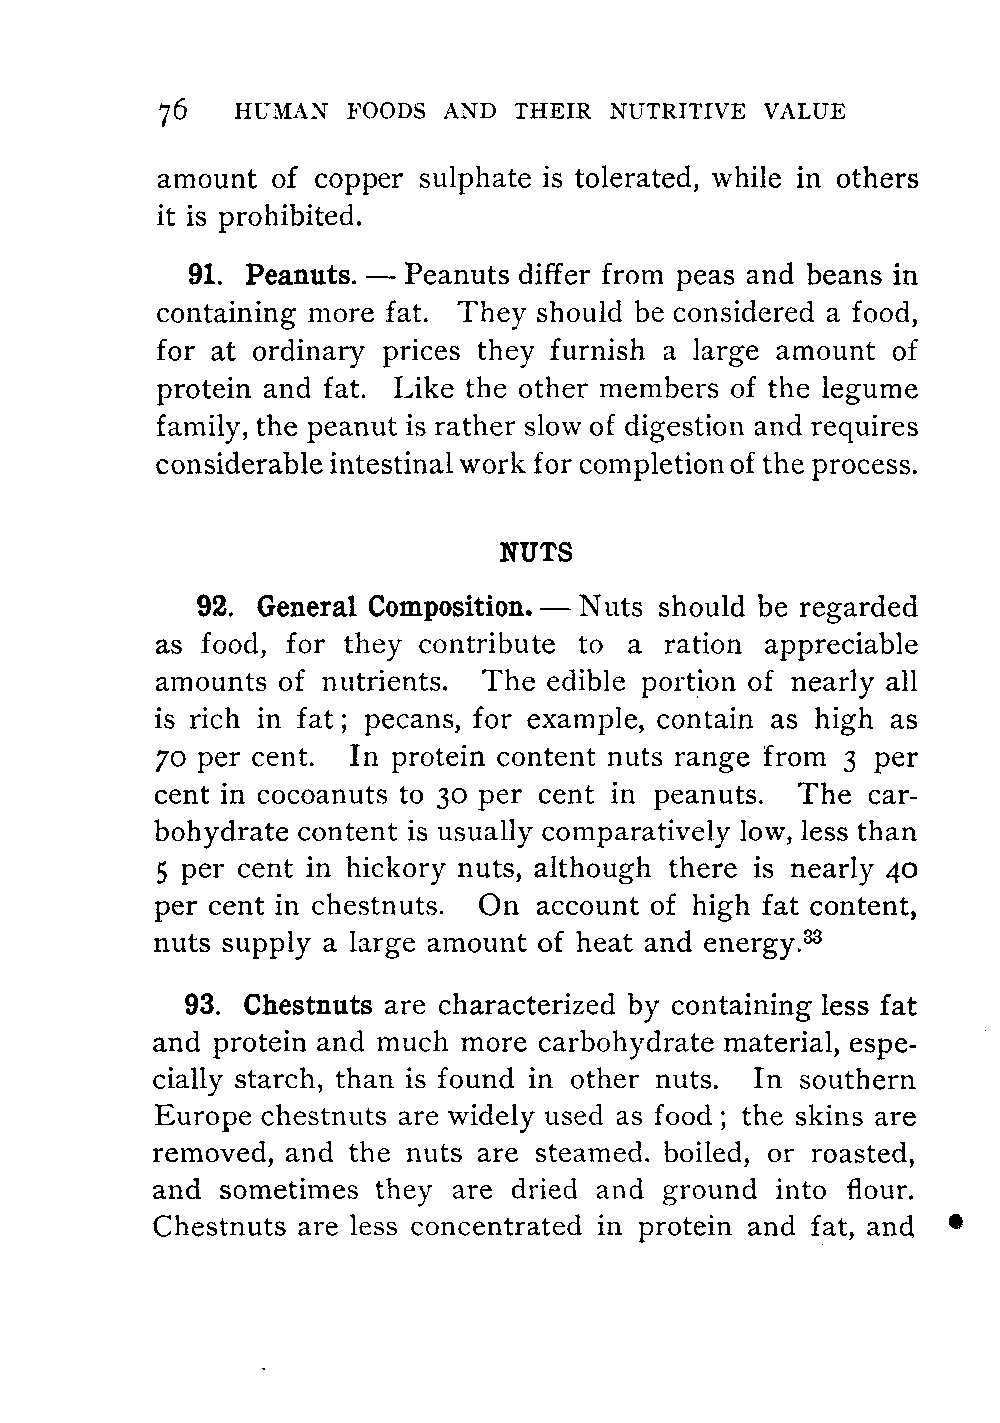 76 HUMAN FOODS AND THEIR NUTRITIVE VALUE
amount of copper sulphate is tolerated, while in others
it is prohibited.
91. Peanuts. — Peanuts differ from peas and beans in
containing more fat. They should be considered a food,
for at ordinary prices they furnish a large amount of
protein and fat. Like the other members of the legume
family, the peanut is rather slow of digestion and requires
considerable intestinal work for completion of the process.
NUTS
92. General Composition. — Nuts should be regarded
as food, for they contribute to a ration appreciable
amounts of nutrients. The edible portion of nearly all
is rich in fat; pecans, for example, contain as high as
70 per cent. In protein content nuts range from 3 per
cent in cocoanuts to 30 per cent in peanuts. The car-
bohydrate content is usually comparatively low, less than
5 per cent in hickory nuts, although there is nearly 40
per cent in chestnuts. On account of high fat content,
nuts supply a large amount of heat and energy.³³
93. Chestnuts are characterized by containing less fat
and protein and much more carbohydrate material, espe-
cially starch, than is found in other nuts. In southern
Europe chestnuts are widely used as food; the skins are
removed, and the nuts are steamed. boiled, or roasted,
and sometimes they are dried and ground into flour.
Chestnuts are less concentrated in protein and fat, and